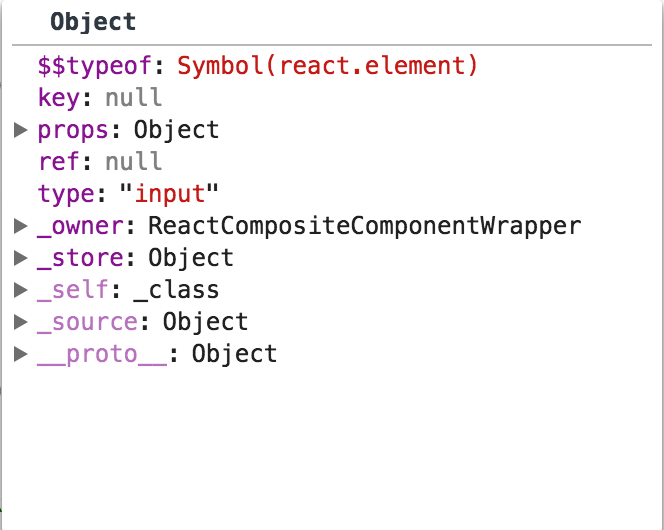 Object
$$typeof: Symbol(react.element)
key: null
props: Object
ref: null
type: "input"
_owner: ReactCompositeComponentWrapper
_store: Object
_self: _class
_source: Object
__proto__: Object